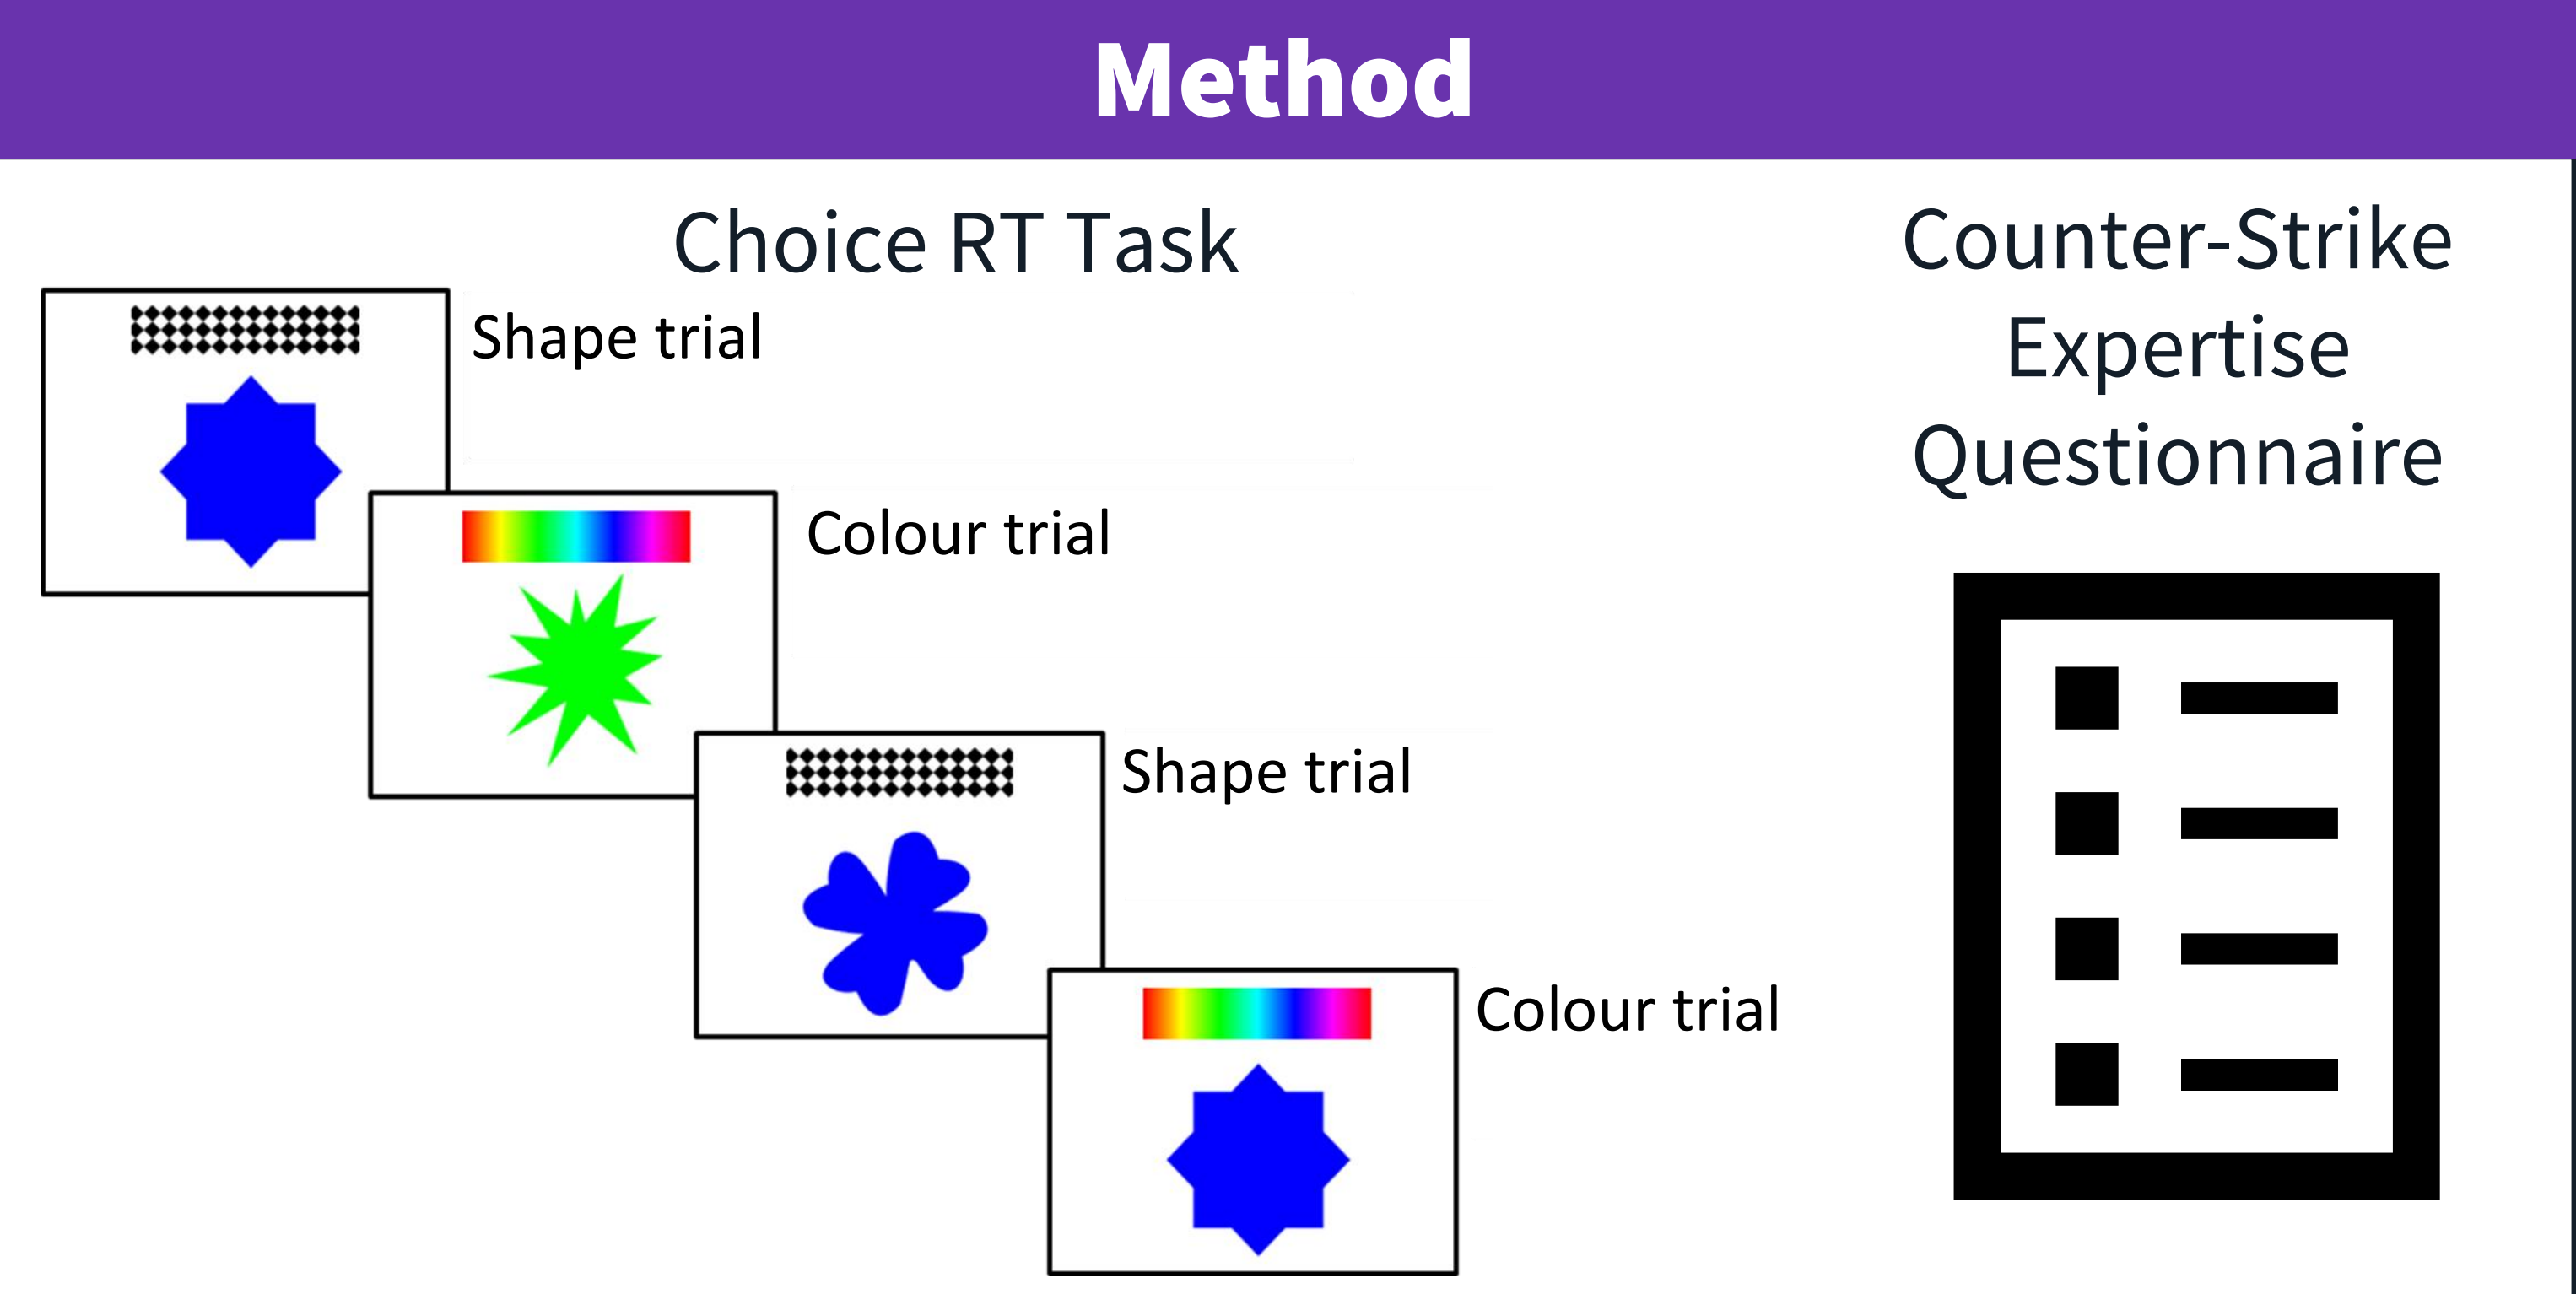 Method
Choice RT Task
Shape trial
Colour trial
Shape trial
Colour trial
Counter-Strike
Expertise
Questionnaire